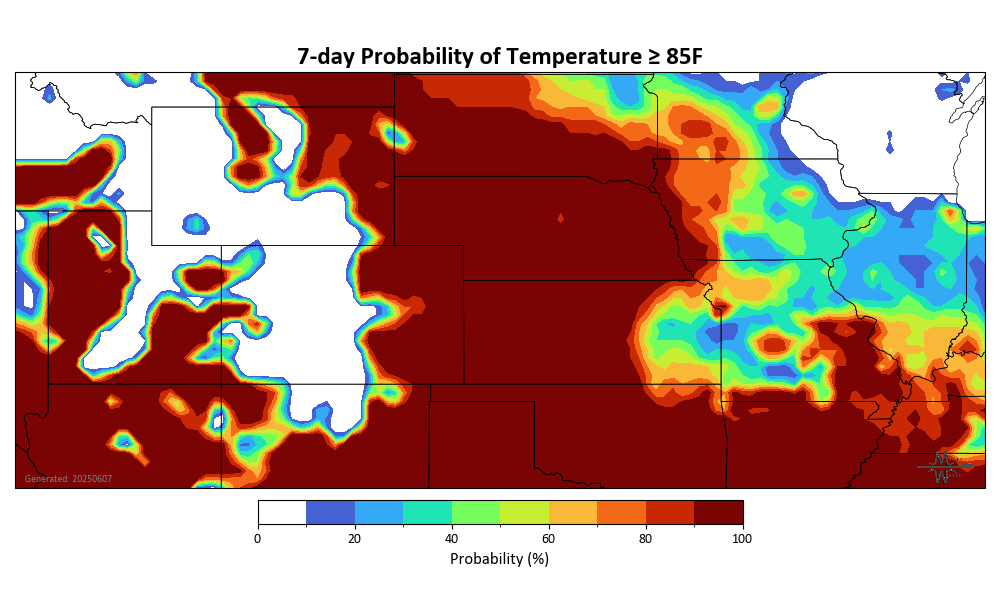 7-day Probability of Temperature ≥ 85F
Generated: 20250607
0 20 40 60 80 100
Probability (%)